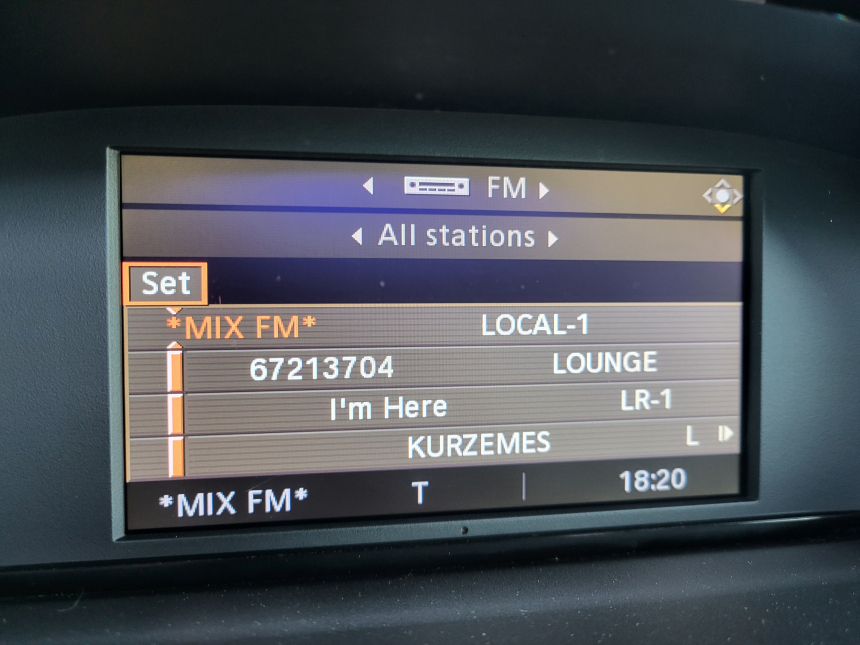 FM
All stations
Set
*MIX FM* LOCAL-1
67213704 LOUNGE
I'm Here LR-1
KURZEMES L
*MIX FM* T 18:20